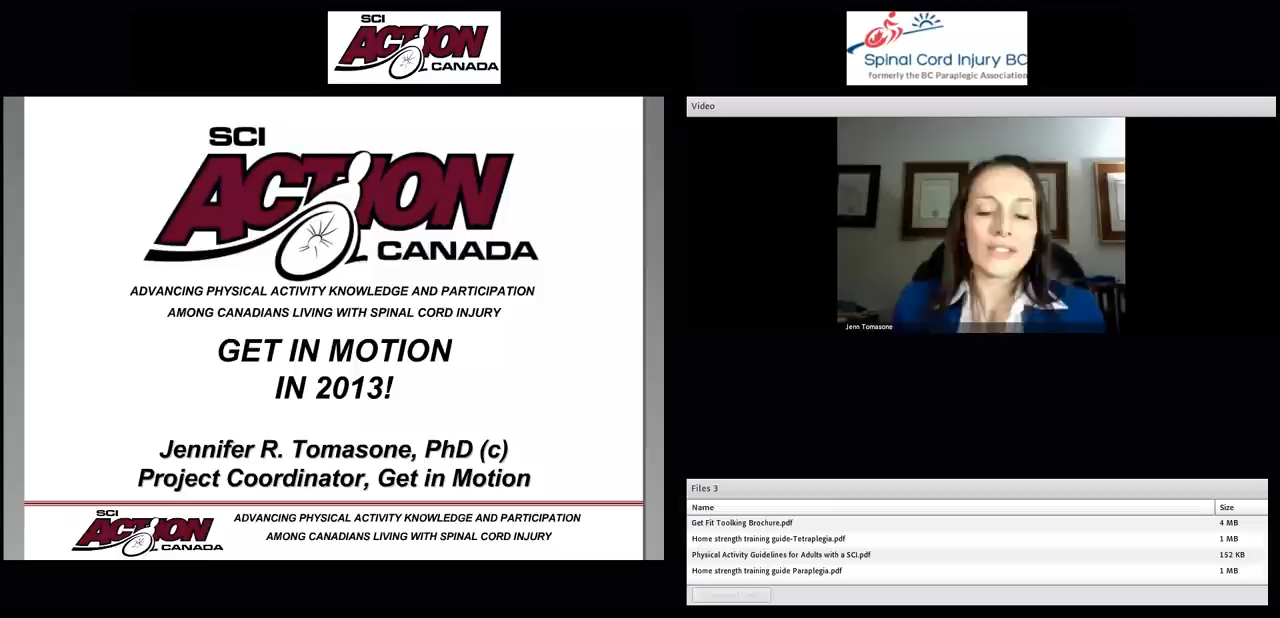 SCI
ACTION
CANADA
Spinal Cord Injury BC
formerly the BC Paraplegic Association
SCI
ACTION
CANADA
ADVANCING PHYSICAL ACTIVITY KNOWLEDGE AND PARTICIPATION
AMONG CANADIANS LIVING WITH SPINAL CORD INJURY
GET IN MOTION
IN 2013!
Jennifer R. Tomasone, PhD (c)
Project Coordinator, Get in Motion
SCI
ACTION
CANADA
ADVANCING PHYSICAL ACTIVITY KNOWLEDGE AND PARTICIPATION
AMONG CANADIANS LIVING WITH SPINAL CORD INJURY
Video
Jenn Tomasone
Files 3
Name Size
Get Fit Toolking Brochure.pdf 4 MB
Home strength training guide-Tetraplegia.pdf 1 MB
Physical Activity Guidelines for Adults with a SCI.pdf 152 KB
Home strength training guide Paraplegia.pdf 1 MB